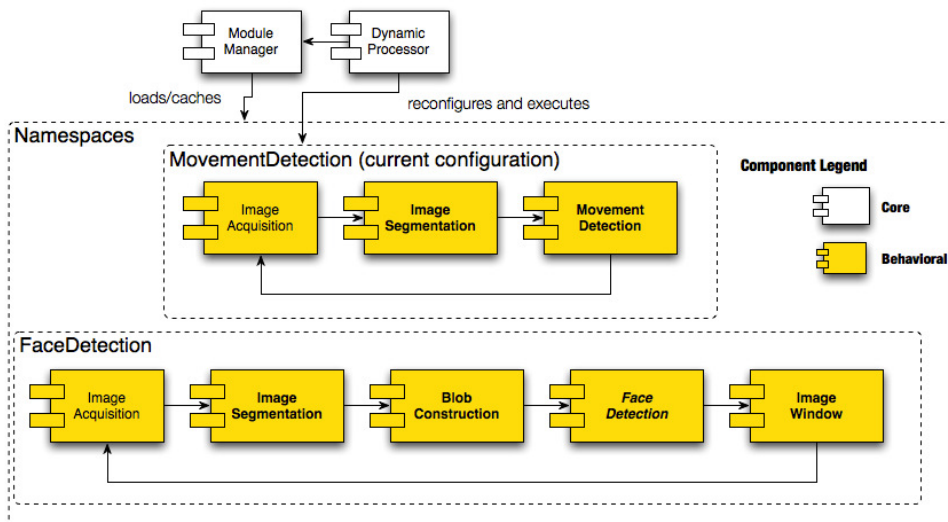 Module
Manager
Dynamic
Processor
loads/caches
reconfigures and executes
Namespaces
MovementDetection (current configuration)
Image
Acquisition
Image
Segmentation
Movement
Detection
Component Legend
Core
Behavioral
FaceDetection
Image
Acquisition
Image
Segmentation
Blob
Construction
Face
Detection
Image
Window